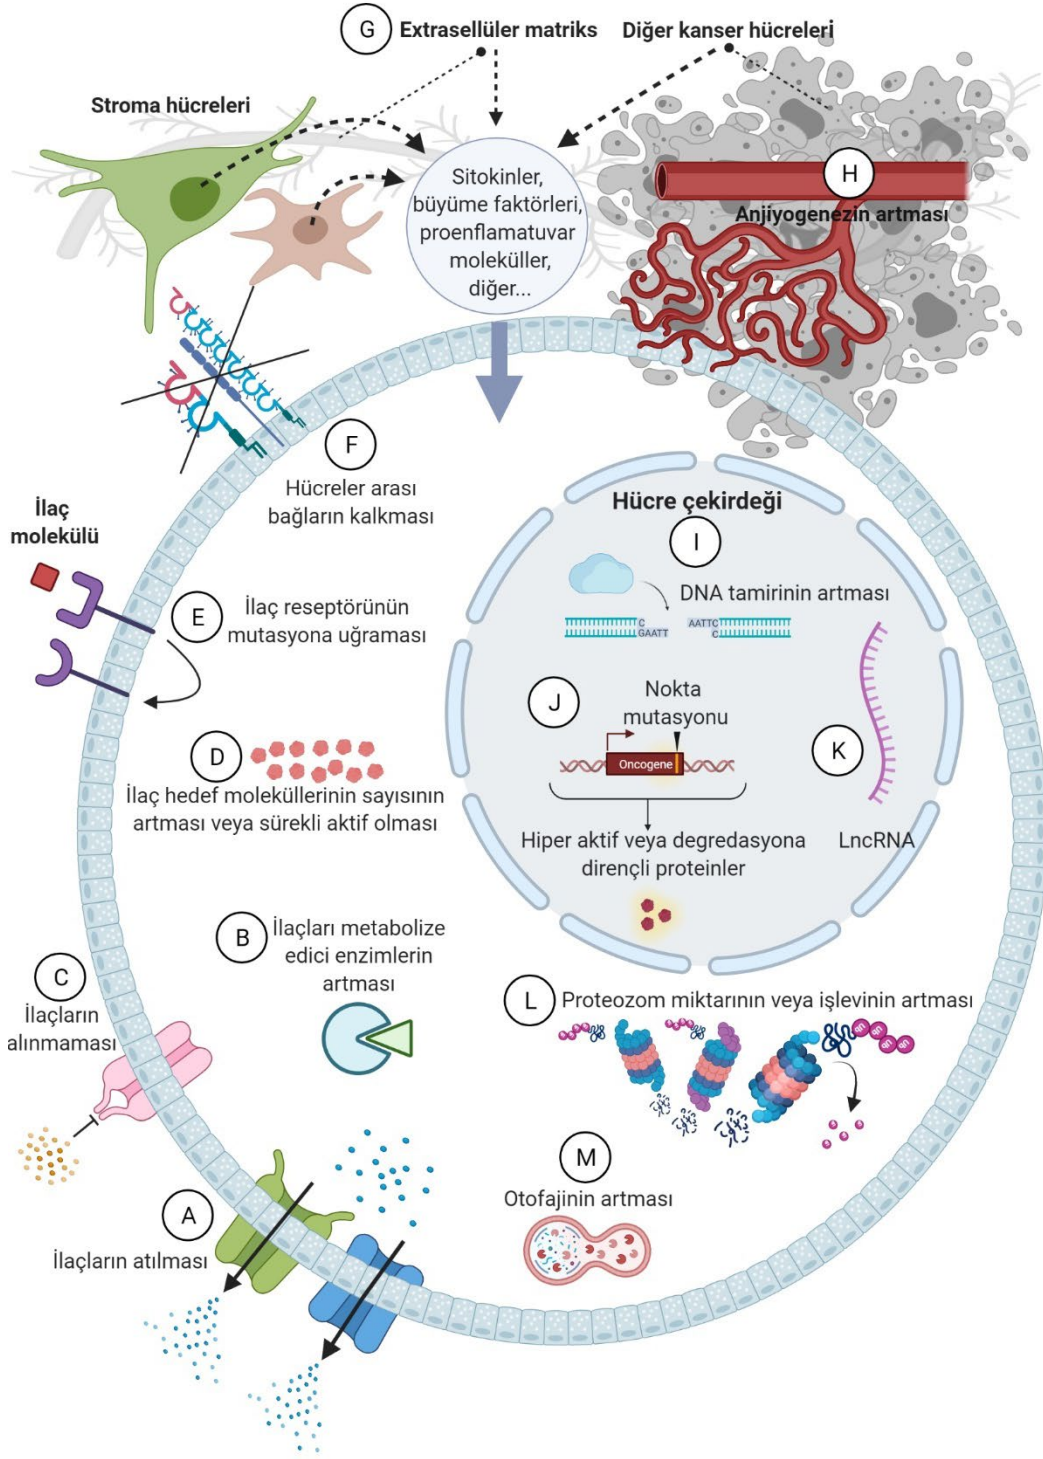 G
Extrasellüler matriks
Diğer kanser hücreleri
Stroma hücreleri
Sitokinler,
büyüme faktörleri,
proenflamatuvar
moleküller,
diğer...
H
Anjiyogenezin artması
F
Hücreler arası
bağların kalkması
İlaç
molekülü
E
İlaç reseptörünün
mutasyona uğraması
Hücre çekirdeği
I
DNA tamirinin artması
C
GAATT
AATTC
C
J
Nokta
mutasyonu
Oncogene
K
LncRNA
Hiper aktif veya degredasyona
dirençli proteinler
D
İlaç hedef moleküllerinin sayısının
artması veya sürekli aktif olması
B
İlaçları metabolize
edici enzimlerin
artması
C
İlaçların
alınmaması
L
Proteozom miktarının veya işlevinin artması
M
Otofajinin artması
A
İlaçların atılması